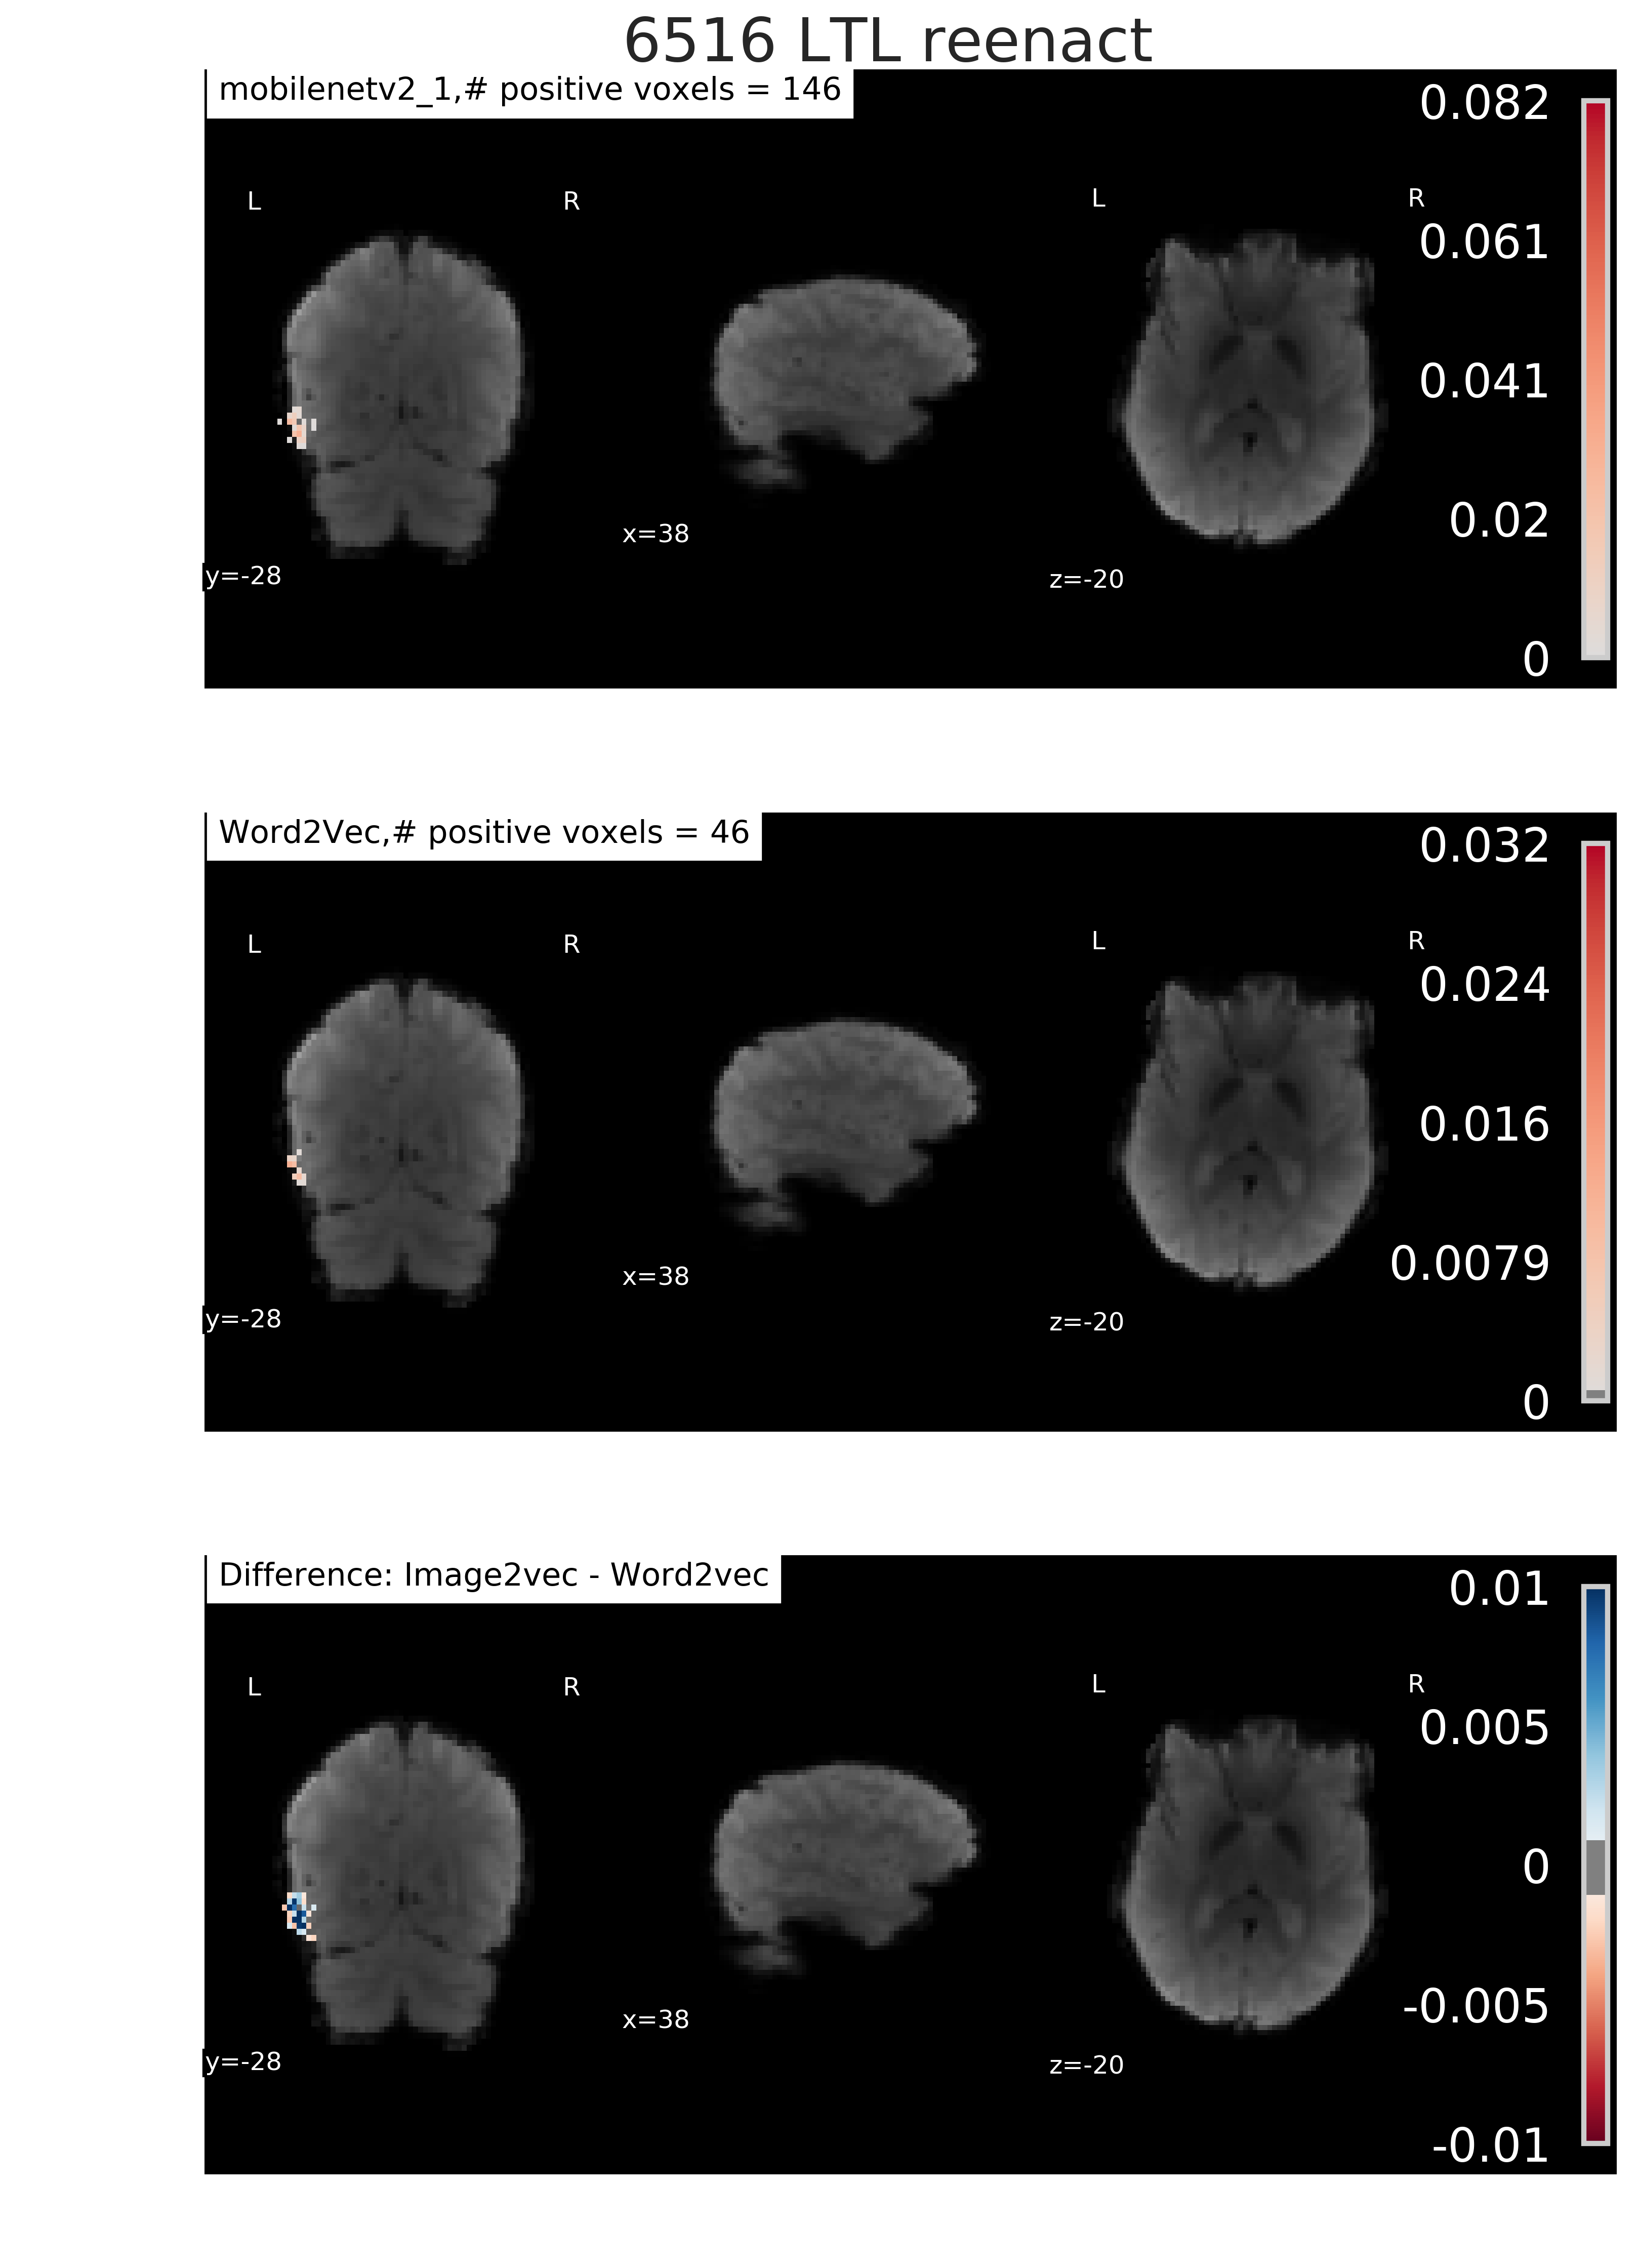 6516 LTL reenact
mobilenetv2_1,# positive voxels = 146
0.082
L R L R
0.061
0.041
0.02
x=38
y=-28
z=-20
0
Word2Vec,# positive voxels = 46
0.032
L R L R
0.024
0.016
0.0079
x=38
y=-28
z=-20
0
Difference: Image2vec - Word2vec
0.01
L R L R
0.005
0
-0.005
x=38
y=-28
z=-20
-0.01